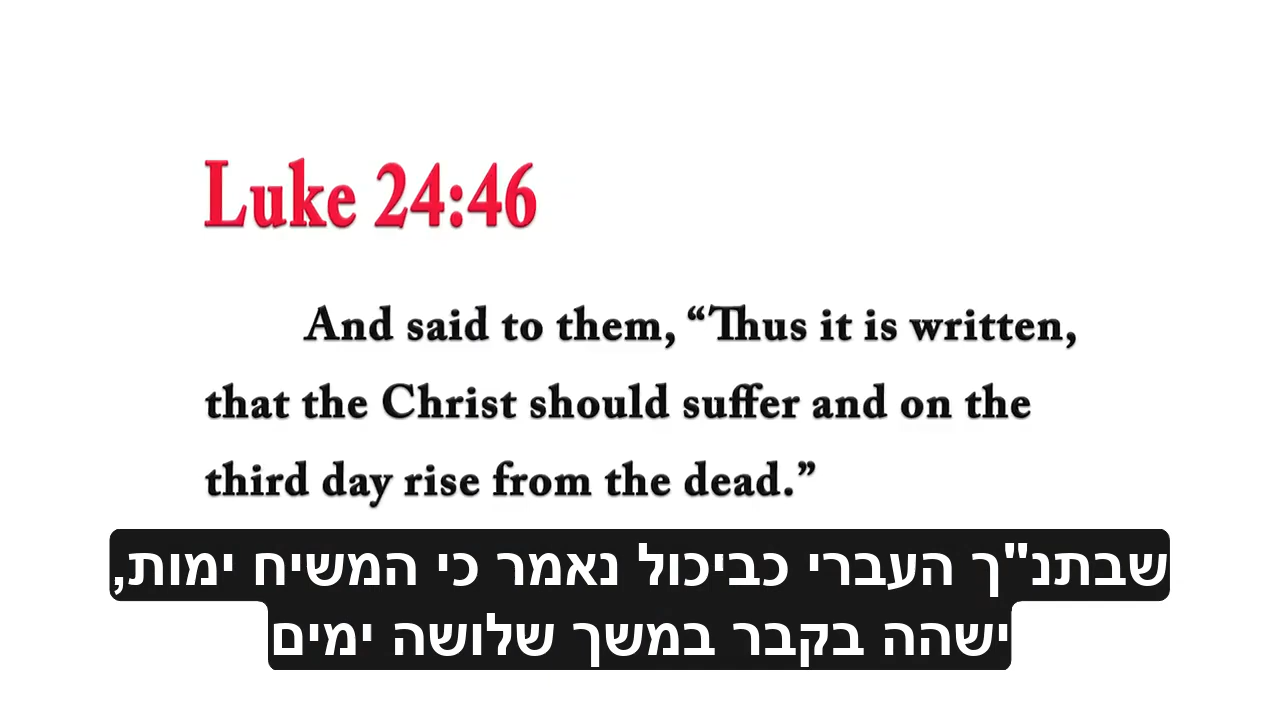 Luke 24:46
And said to them, “Thus it is written,
that the Christ should suffer and on the
third day rise from the dead.”
שבתנ"ך העברי כביכול נאמר כי המשיח ימות,
ישהה בקבר במשך שלושה ימים